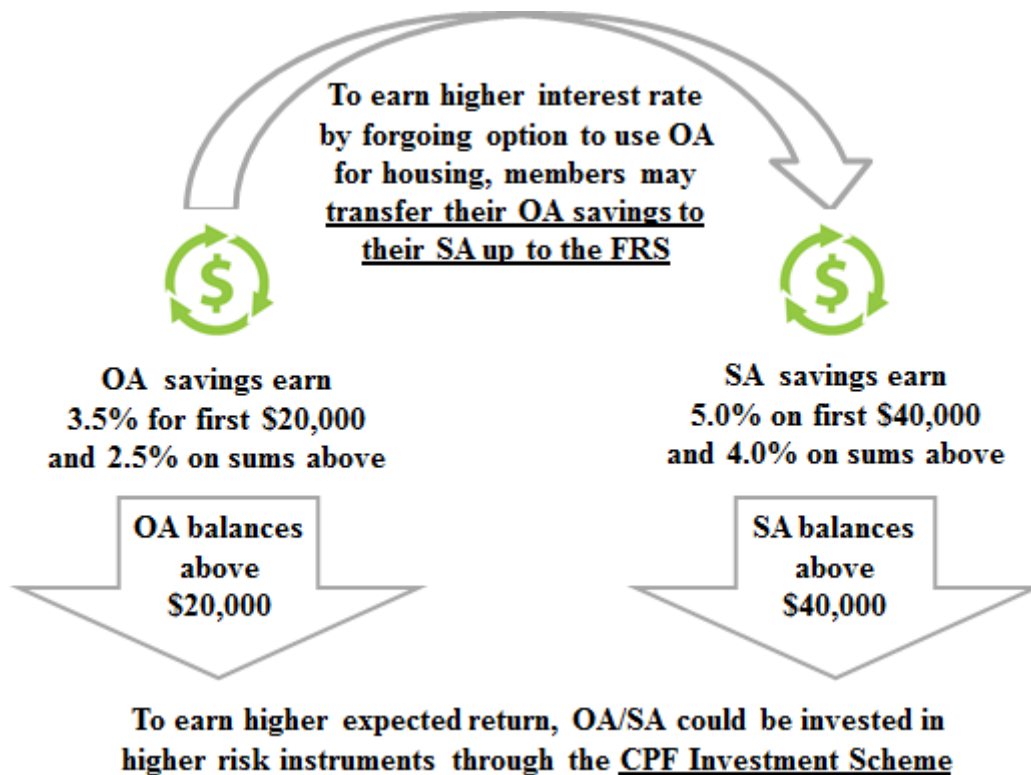 To earn higher interest rate
by forgoing option to use OA
for housing, members may
transfer their OA savings to
their SA up to the FRS
$
$
OA savings earn
3.5% for first $20,000
and 2.5% on sums above
SA savings earn
5.0% on first $40,000
and 4.0% on sums above
OA balances
above
$20,000
SA balances
above
$40,000
To earn higher expected return, OA/SA could be invested in
higher risk instruments through the CPF Investment Scheme